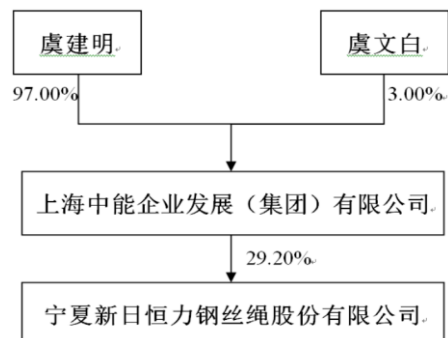 虞建明
虞文白
97.00%
3.00%
上海中能企业发展（集团）有限公司
29.20%
宁夏新日恒力钢丝绳股份有限公司